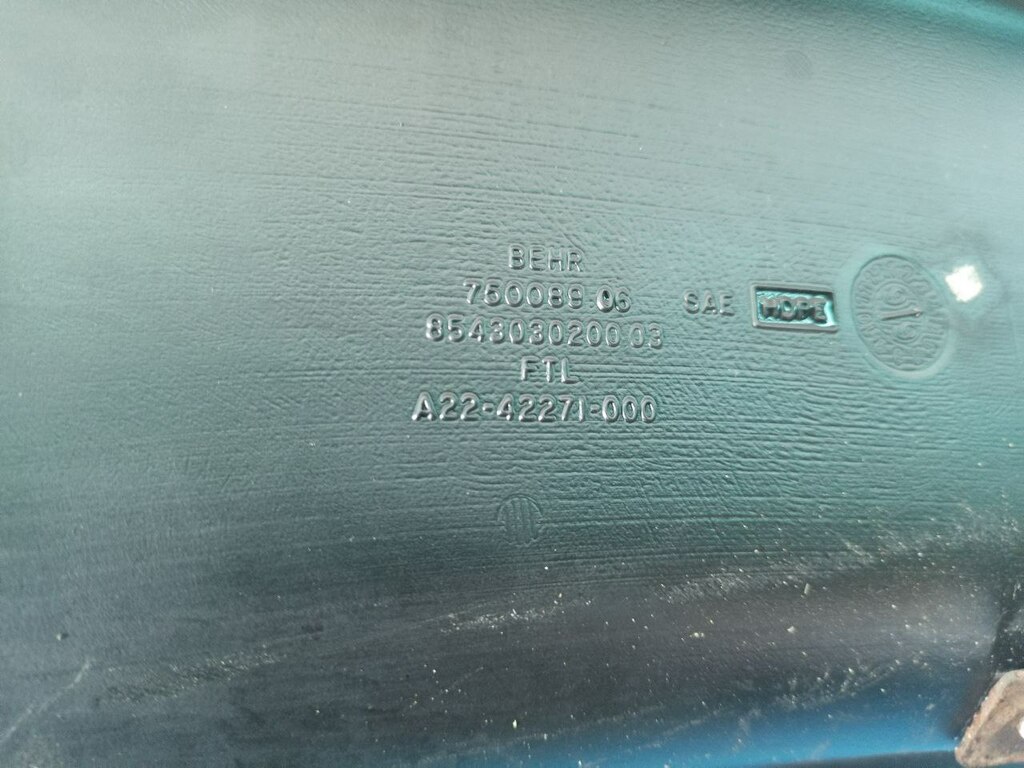 BEHR
750089 06
8543030200 03
FTL
A22-42271-000
SAE HDPE